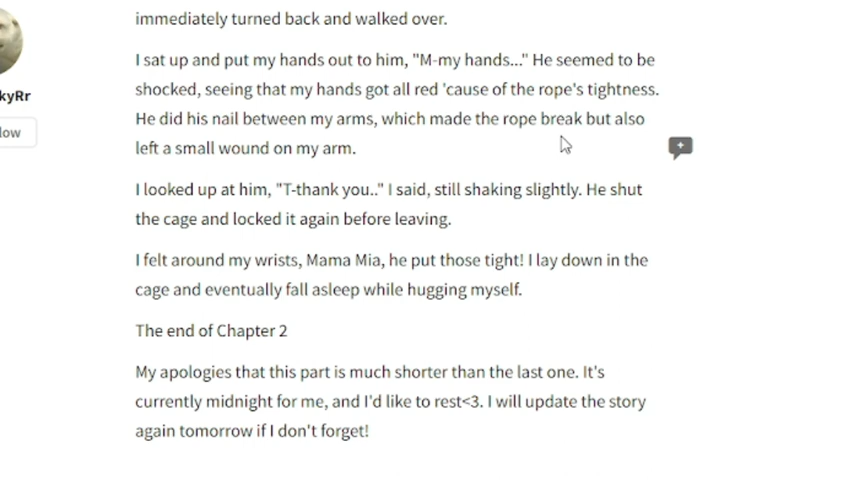 immediately turned back and walked over.
I sat up and put my hands out to him, "M-my hands..." He seemed to be
shocked, seeing that my hands got all red 'cause of the rope's tightness.
kyRr
He did his nail between my arms, which made the rope break but also
low
left a small wound on my arm.
I looked up at him, "T-thank you.." I said, still shaking slightly. He shut
the cage and locked it again before leaving.
I felt around my wrists, Mama Mia, he put those tight! I lay down in the
cage and eventually fall asleep while hugging myself.
The end of Chapter 2
My apologies that this part is much shorter than the last one. It's
currently midnight for me, and I'd like to rest<3. I will update the story
again tomorrow if I don't forget!